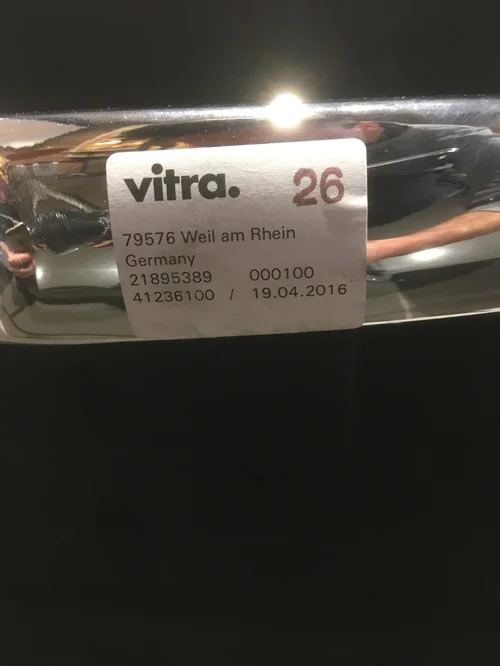 vitra. 26
79576 Weil am Rhein
Germany
21895389 000100
41236100 / 19.04.2016